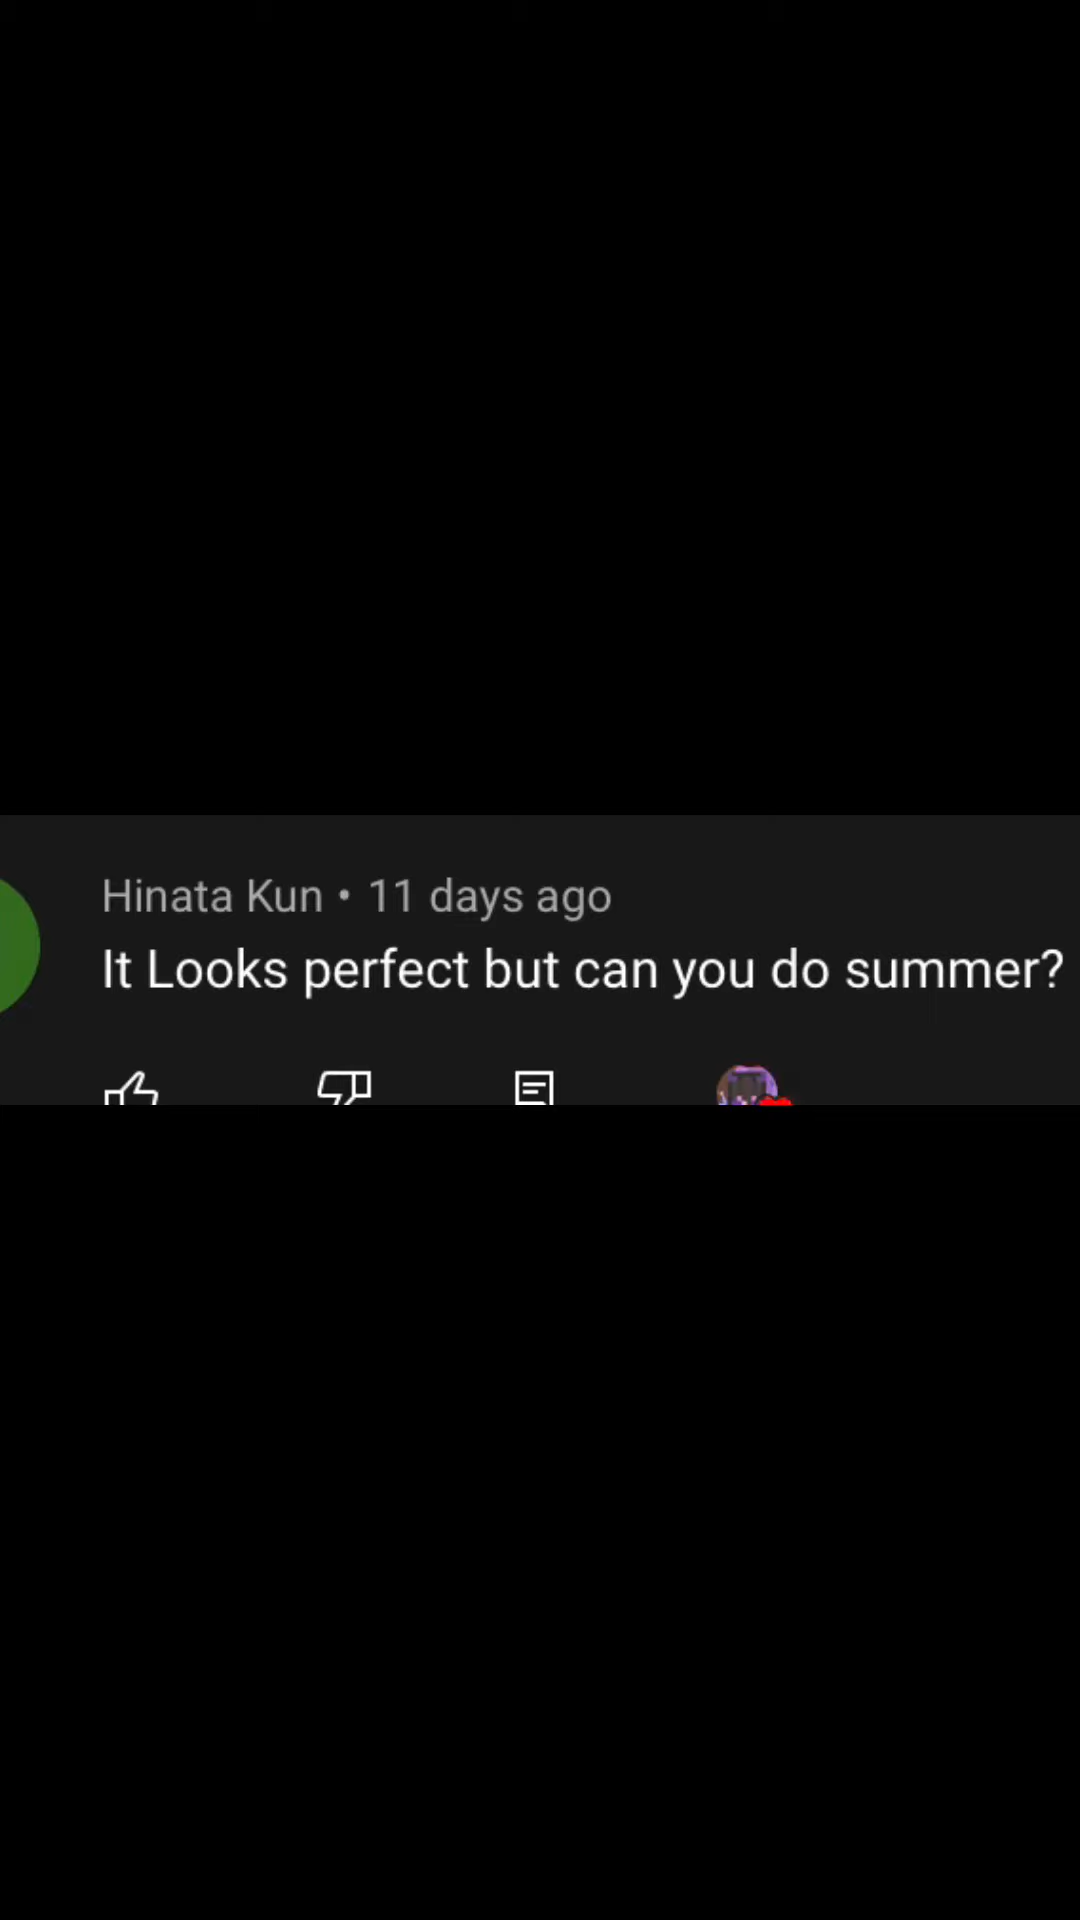 Hinata Kun • 11 days ago
It Looks perfect but can you do summer?